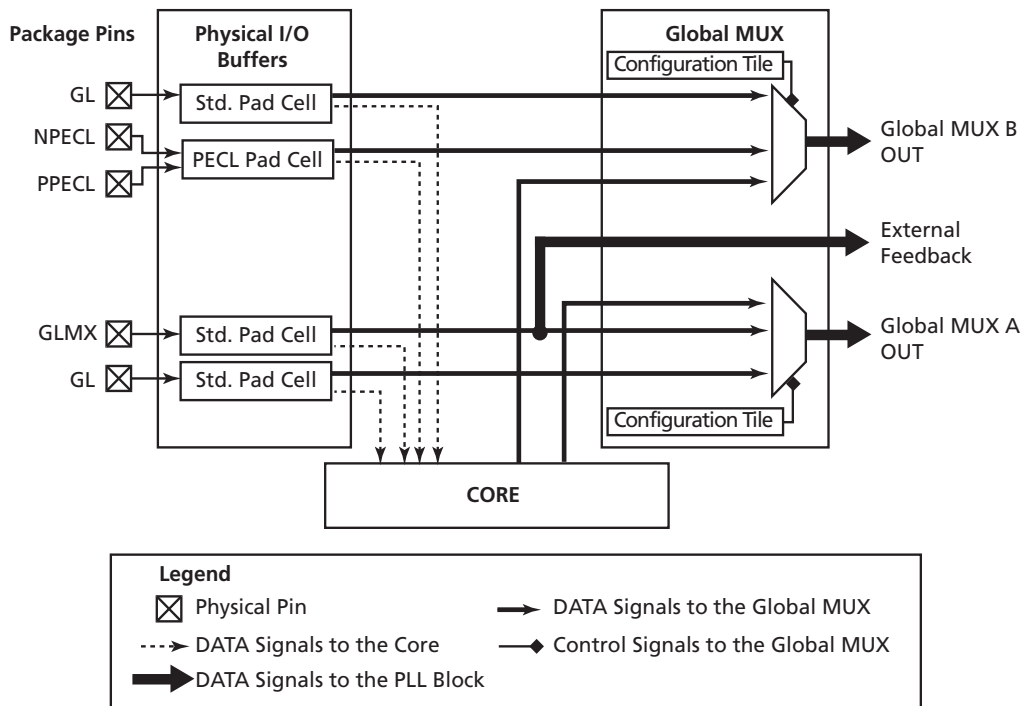 Package Pins
Physical I/O
Buffers
Global MUX
Configuration Tile
GL
Std. Pad Cell
NPECL
PECL Pad Cell
PPECL
Global MUX B
OUT
External
Feedback
GLMX
Std. Pad Cell
Global MUX A
OUT
GL
Std. Pad Cell
Configuration Tile
CORE
Legend
Physical Pin
DATA Signals to the Global MUX
DATA Signals to the Core
Control Signals to the Global MUX
DATA Signals to the PLL Block